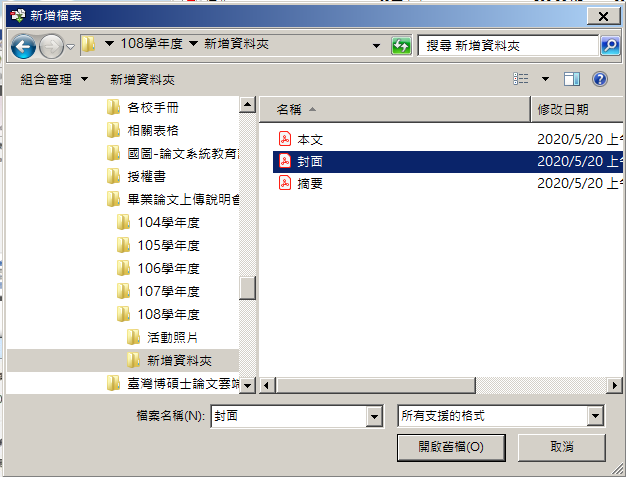 新增檔案
108學年度 新增資料夾
搜尋 新增資料夾
組合管理 新增資料夾
各校手冊
相關表格
國圖-論文系統教育
授權書
畢業論文上傳說明會
104學年度
105學年度
106學年度
107學年度
108學年度
活動照片
新增資料夾
臺灣博碩士論文雲端
名稱 修改日期
本文 2020/5/20 上午
封面 2020/5/20 上午
摘要 2020/5/20 上午
檔案名稱(N): 封面 所有支援的格式
開啟舊檔(O) 取消